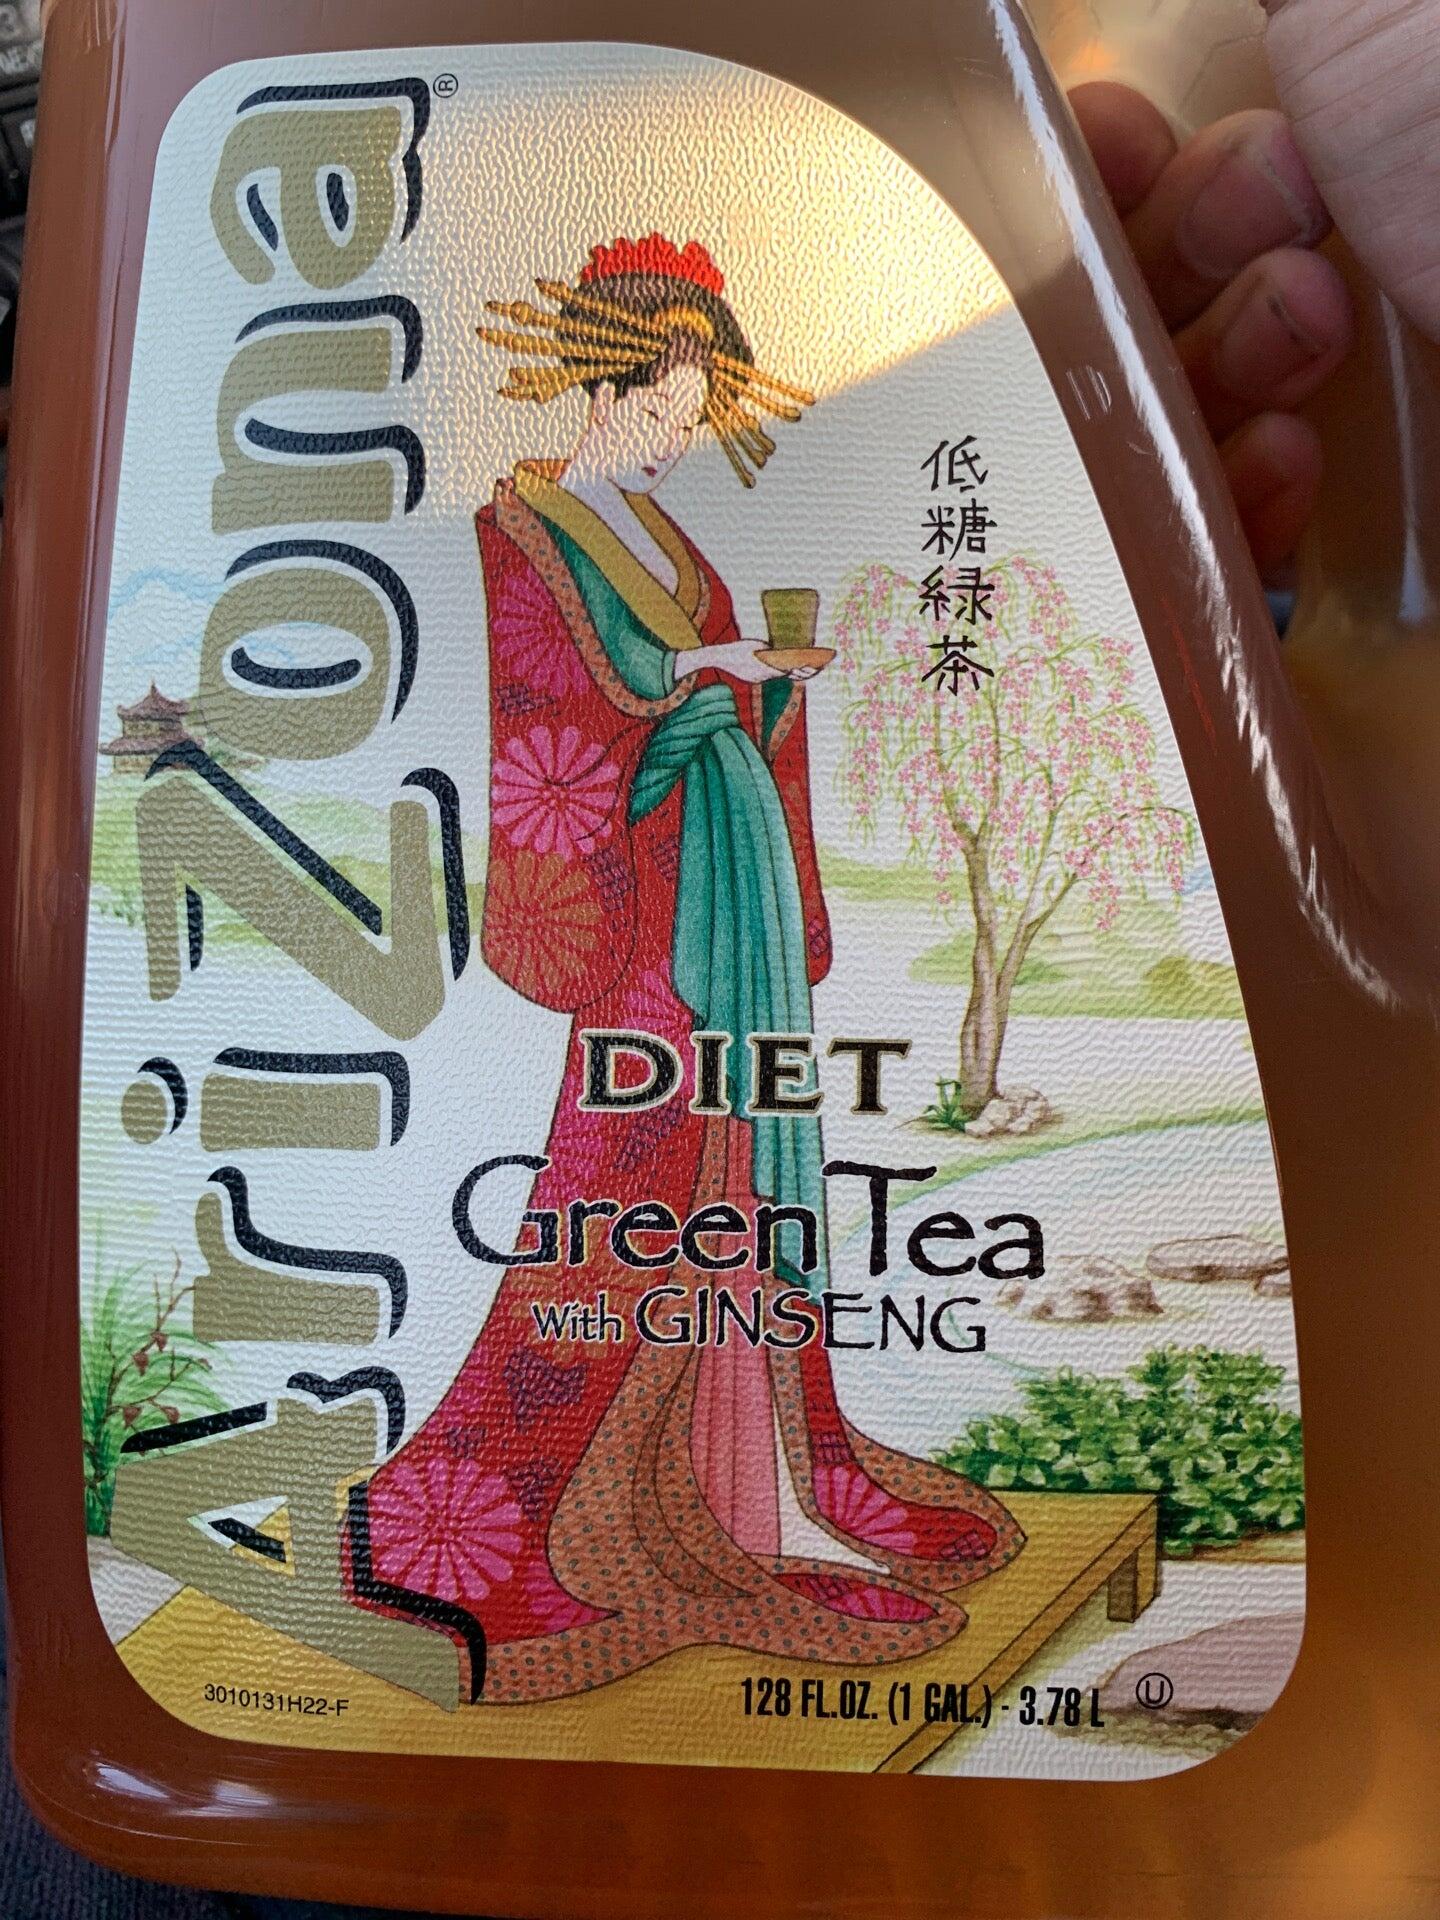 AriZona®
低糖緑茶
DIET
Green Tea
With GINSENG
3010131H22-F
128 FL.OZ. (1 GAL.) - 3.78 L
U